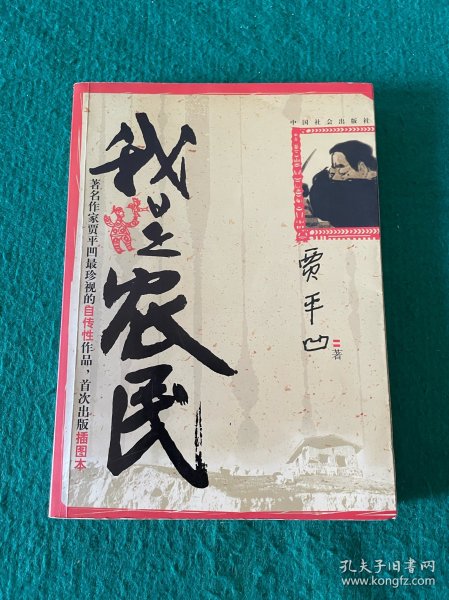 中国社会出版社
我是农民
贾平凹
著
著名作家贾平凹最珍视的自传性作品，首次出版插图本
孔夫子旧书网
www.kongfz.com